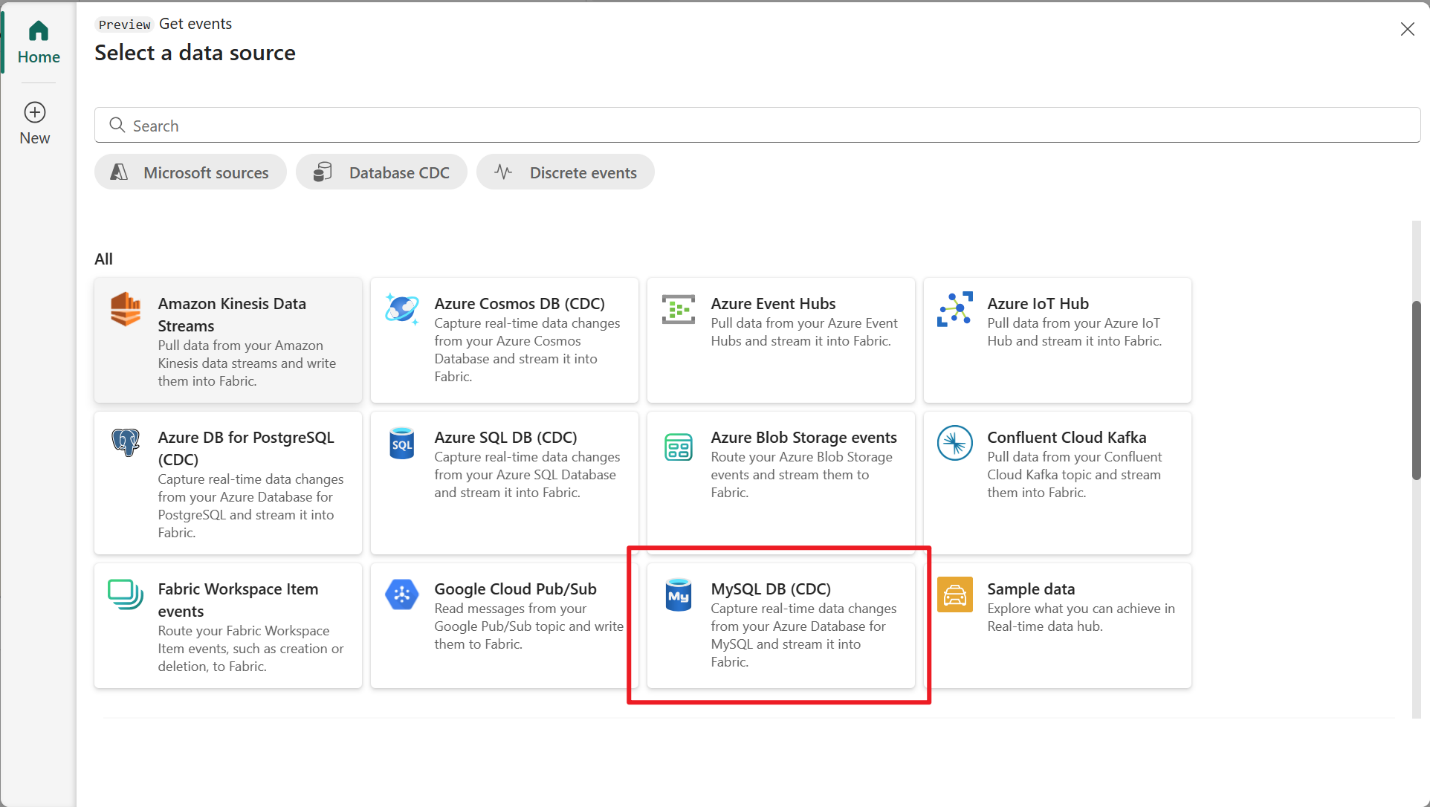 Preview Get events
Select a data source
Home
New
Search
Microsoft sources
Database CDC
Discrete events
All
Amazon Kinesis Data
Streams
Pull data from your Amazon
Kinesis data streams and write
them into Fabric.
Azure Cosmos DB (CDC)
Capture real-time data changes
from your Azure Cosmos
Database and stream it into
Fabric.
Azure Event Hubs
Pull data from your Azure Event
Hubs and stream it into Fabric.
Azure IoT Hub
Pull data from your Azure IoT
Hub and stream it into Fabric.
Azure DB for PostgreSQL
(CDC)
Capture real-time data changes
from your Azure Database for
PostgreSQL and stream it into
Fabric.
SQL
Azure SQL DB (CDC)
Capture real-time data changes
from your Azure SQL Database
and stream it into Fabric.
Azure Blob Storage events
Route your Azure Blob Storage
events and stream them to
Fabric.
Confluent Cloud Kafka
Pull data from your Confluent
Cloud Kafka topic and stream
them into Fabric.
Fabric Workspace Item
events
Route your Fabric Workspace
Item events, such as creation or
deletion, to Fabric.
Google Cloud Pub/Sub
Read messages from your
Google Pub/Sub topic and write
them to Fabric.
My
MySQL DB (CDC)
Capture real-time data changes
from your Azure Database for
MySQL and stream it into
Fabric.
Sample data
Explore what you can achieve in
Real-time data hub.